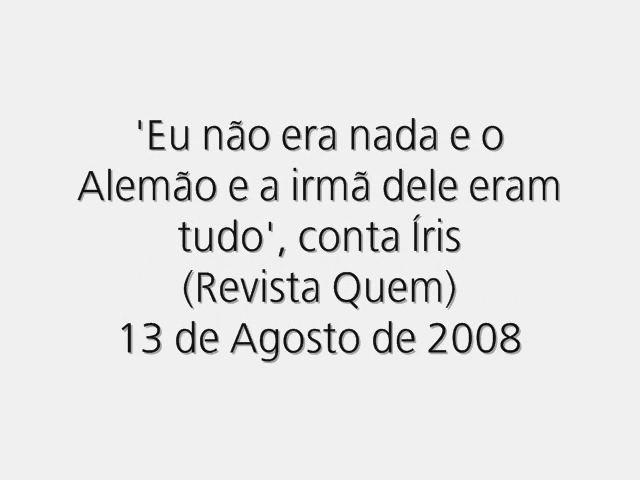 'Eu não era nada e o
Alemão e a irmã dele eram
tudo', conta Íris
(Revista Quem)
13 de Agosto de 2008